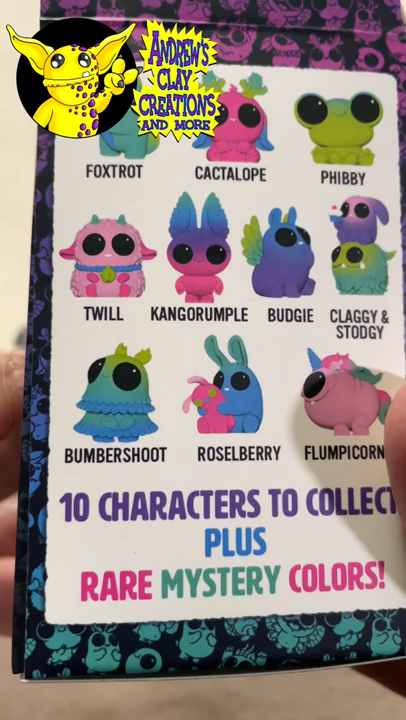 ANDREW'S
CLAY
CREATIONS
AND MORE
FOXTROT
CACTALOPE
PHIBBY
TWILL
KANGORUMPLE
BUDGIE
CLAGGY &
STODGY
BUMBERSHOOT
ROSELBERRY
FLUMPICORN
10 CHARACTERS TO COLLECT
PLUS
RARE MYSTERY COLORS!